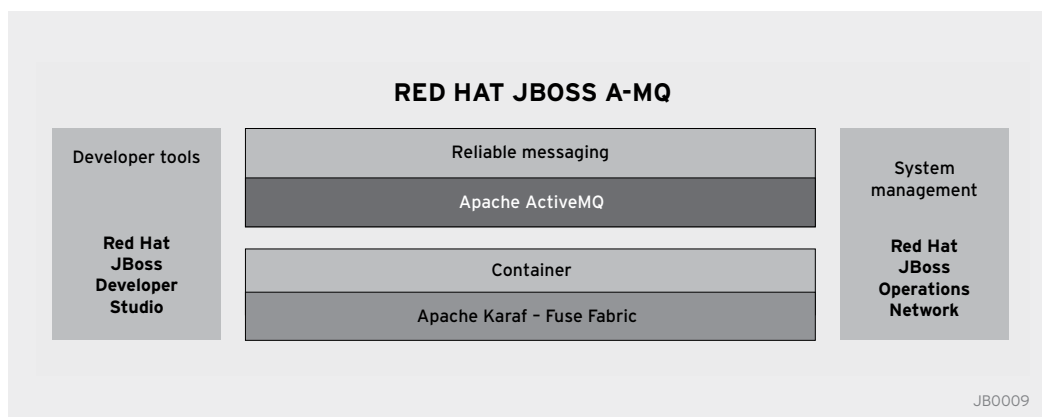 RED HAT JBOSS A-MQ
Developer tools
Red Hat
JBoss
Developer
Studio
Reliable messaging
Apache ActiveMQ
Container
Apache Karaf – Fuse Fabric
System
management
Red Hat
JBoss
Operations
Network
JB0009